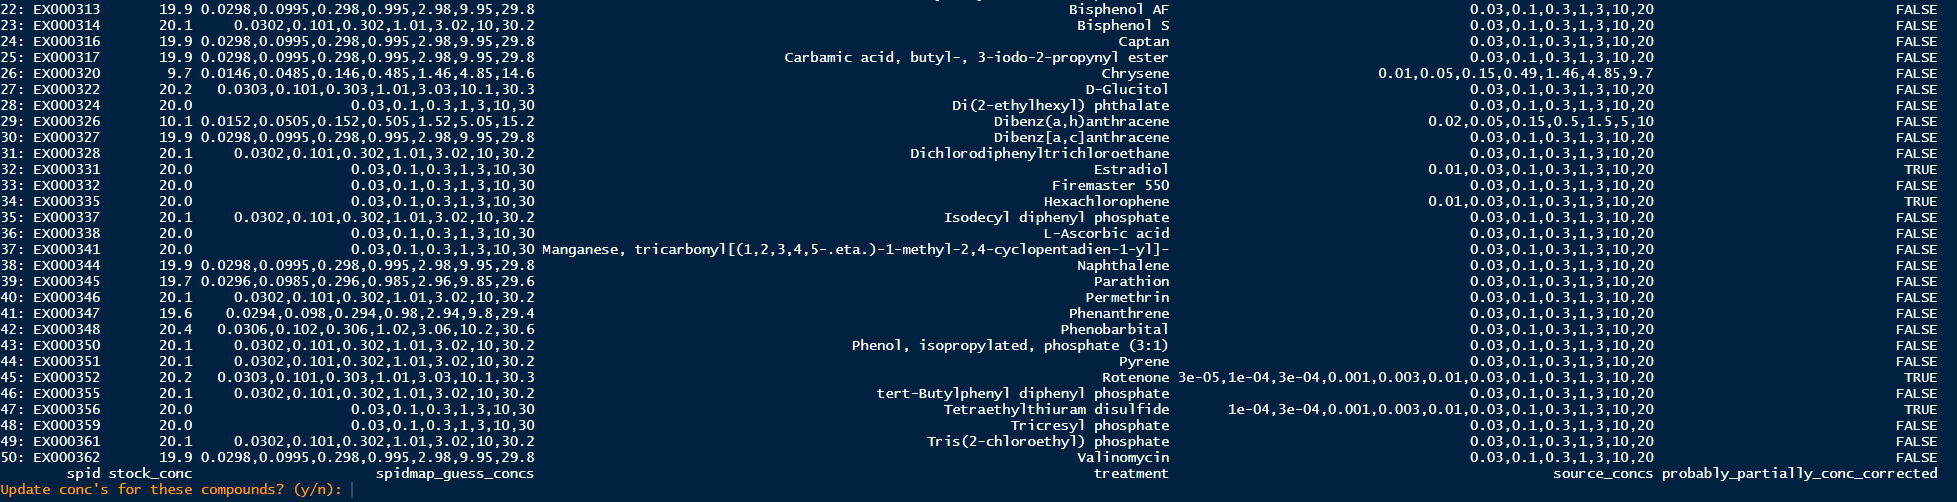 22: EX000313 19.9 0.0298,0.0995,0.298,0.995,2.98,9.95,29.8 Bisphenol AF 0.03,0.1,0.3,1,3,10,20 FALSE
23: EX000314 20.1 0.0302,0.101,0.302,1.01,3.02,10,30.2 Bisphenol S 0.03,0.1,0.3,1,3,10,20 FALSE
24: EX000316 19.9 0.0298,0.0995,0.298,0.995,2.98,9.95,29.8 Captan 0.03,0.1,0.3,1,3,10,20 FALSE
25: EX000317 19.9 0.0298,0.0995,0.298,0.995,2.98,9.95,29.8 Carbamic acid, butyl-, 3-iodo-2-propynyl ester 0.03,0.1,0.3,1,3,10,20 FALSE
26: EX000320 9.7 0.0146,0.0485,0.146,0.485,1.46,4.85,14.6 Chrysene 0.01,0.05,0.15,0.49,1.46,4.85,9.7 FALSE
27: EX000322 20.2 0.0303,0.101,0.303,1.01,3.03,10.1,30.3 D-Glucitol 0.03,0.1,0.3,1,3,10,20 FALSE
28: EX000324 20.0 0.03,0.1,0.3,1,3,10,30 Di(2-ethylhexyl) phthalate 0.03,0.1,0.3,1,3,10,20 FALSE
29: EX000326 10.1 0.0152,0.0505,0.152,0.505,1.52,5.05,15.2 Dibenz(a,h)anthracene 0.02,0.05,0.15,0.5,1.5,5,10 FALSE
30: EX000327 19.9 0.0298,0.0995,0.298,0.995,2.98,9.95,29.8 Dibenz[a,c]anthracene 0.03,0.1,0.3,1,3,10,20 FALSE
31: EX000328 20.1 0.0302,0.101,0.302,1.01,3.02,10,30.2 Dichlorodiphenyltrichloroethane 0.03,0.1,0.3,1,3,10,20 FALSE
32: EX000331 20.0 0.03,0.1,0.3,1,3,10,30 Estradiol 0.01,0.03,0.1,0.3,1,3,10,20 TRUE
33: EX000332 20.0 0.03,0.1,0.3,1,3,10,30 Firemaster 550 0.03,0.1,0.3,1,3,10,20 FALSE
34: EX000335 20.0 0.03,0.1,0.3,1,3,10,30 Hexachlorophene 0.01,0.03,0.1,0.3,1,3,10,20 TRUE
35: EX000337 20.1 0.0302,0.101,0.302,1.01,3.02,10,30.2 Isodecyl diphenyl phosphate 0.03,0.1,0.3,1,3,10,20 FALSE
36: EX000338 20.0 0.03,0.1,0.3,1,3,10,30 L-Ascorbic acid 0.03,0.1,0.3,1,3,10,20 FALSE
37: EX000341 20.0 0.03,0.1,0.3,1,3,10,30 Manganese, tricarbonyl[(1,2,3,4,5-.eta.)-1-methyl-2,4-cyclopentadien-1-yl]- 0.03,0.1,0.3,1,3,10,20 FALSE
38: EX000344 19.9 0.0298,0.0995,0.298,0.995,2.98,9.95,29.8 Naphthalene 0.03,0.1,0.3,1,3,10,20 FALSE
39: EX000345 19.7 0.0296,0.0985,0.296,0.985,2.96,9.85,29.6 Parathion 0.03,0.1,0.3,1,3,10,20 FALSE
40: EX000346 20.1 0.0302,0.101,0.302,1.01,3.02,10,30.2 Permethrin 0.03,0.1,0.3,1,3,10,20 FALSE
41: EX000347 19.6 0.0294,0.098,0.294,0.98,2.94,9.8,29.4 Phenanthrene 0.03,0.1,0.3,1,3,10,20 FALSE
42: EX000348 20.4 0.0306,0.102,0.306,1.02,3.06,10.2,30.6 Phenobarbital 0.03,0.1,0.3,1,3,10,20 FALSE
43: EX000350 20.1 0.0302,0.101,0.302,1.01,3.02,10,30.2 Phenol, isopropylated, phosphate (3:1) 0.03,0.1,0.3,1,3,10,20 FALSE
44: EX000351 20.1 0.0302,0.101,0.302,1.01,3.02,10,30.2 Pyrene 0.03,0.1,0.3,1,3,10,20 FALSE
45: EX000352 20.2 0.0303,0.101,0.303,1.01,3.03,10.1,30.3 Rotenone 3e-05,1e-04,3e-04,0.001,0.003,0.01,0.03,0.1,0.3,1,3,10,20 TRUE
46: EX000355 20.1 0.0302,0.101,0.302,1.01,3.02,10,30.2 tert-Butylphenyl diphenyl phosphate 0.03,0.1,0.3,1,3,10,20 FALSE
47: EX000356 20.0 0.03,0.1,0.3,1,3,10,30 Tetraethylthiuram disulfide 1e-04,3e-04,0.001,0.003,0.01,0.03,0.1,0.3,1,3,10,20 TRUE
48: EX000359 20.0 0.03,0.1,0.3,1,3,10,30 Tricresyl phosphate 0.03,0.1,0.3,1,3,10,20 FALSE
49: EX000361 20.1 0.0302,0.101,0.302,1.01,3.02,10,30.2 Tris(2-chloroethyl) phosphate 0.03,0.1,0.3,1,3,10,20 FALSE
50: EX000362 19.9 0.0298,0.0995,0.298,0.995,2.98,9.95,29.8 Valinomycin 0.03,0.1,0.3,1,3,10,20 FALSE
spid stock_conc spidmap_guess_concs treatment source_concs probably_partially_conc_corrected
Update conc's for these compounds? (y/n):